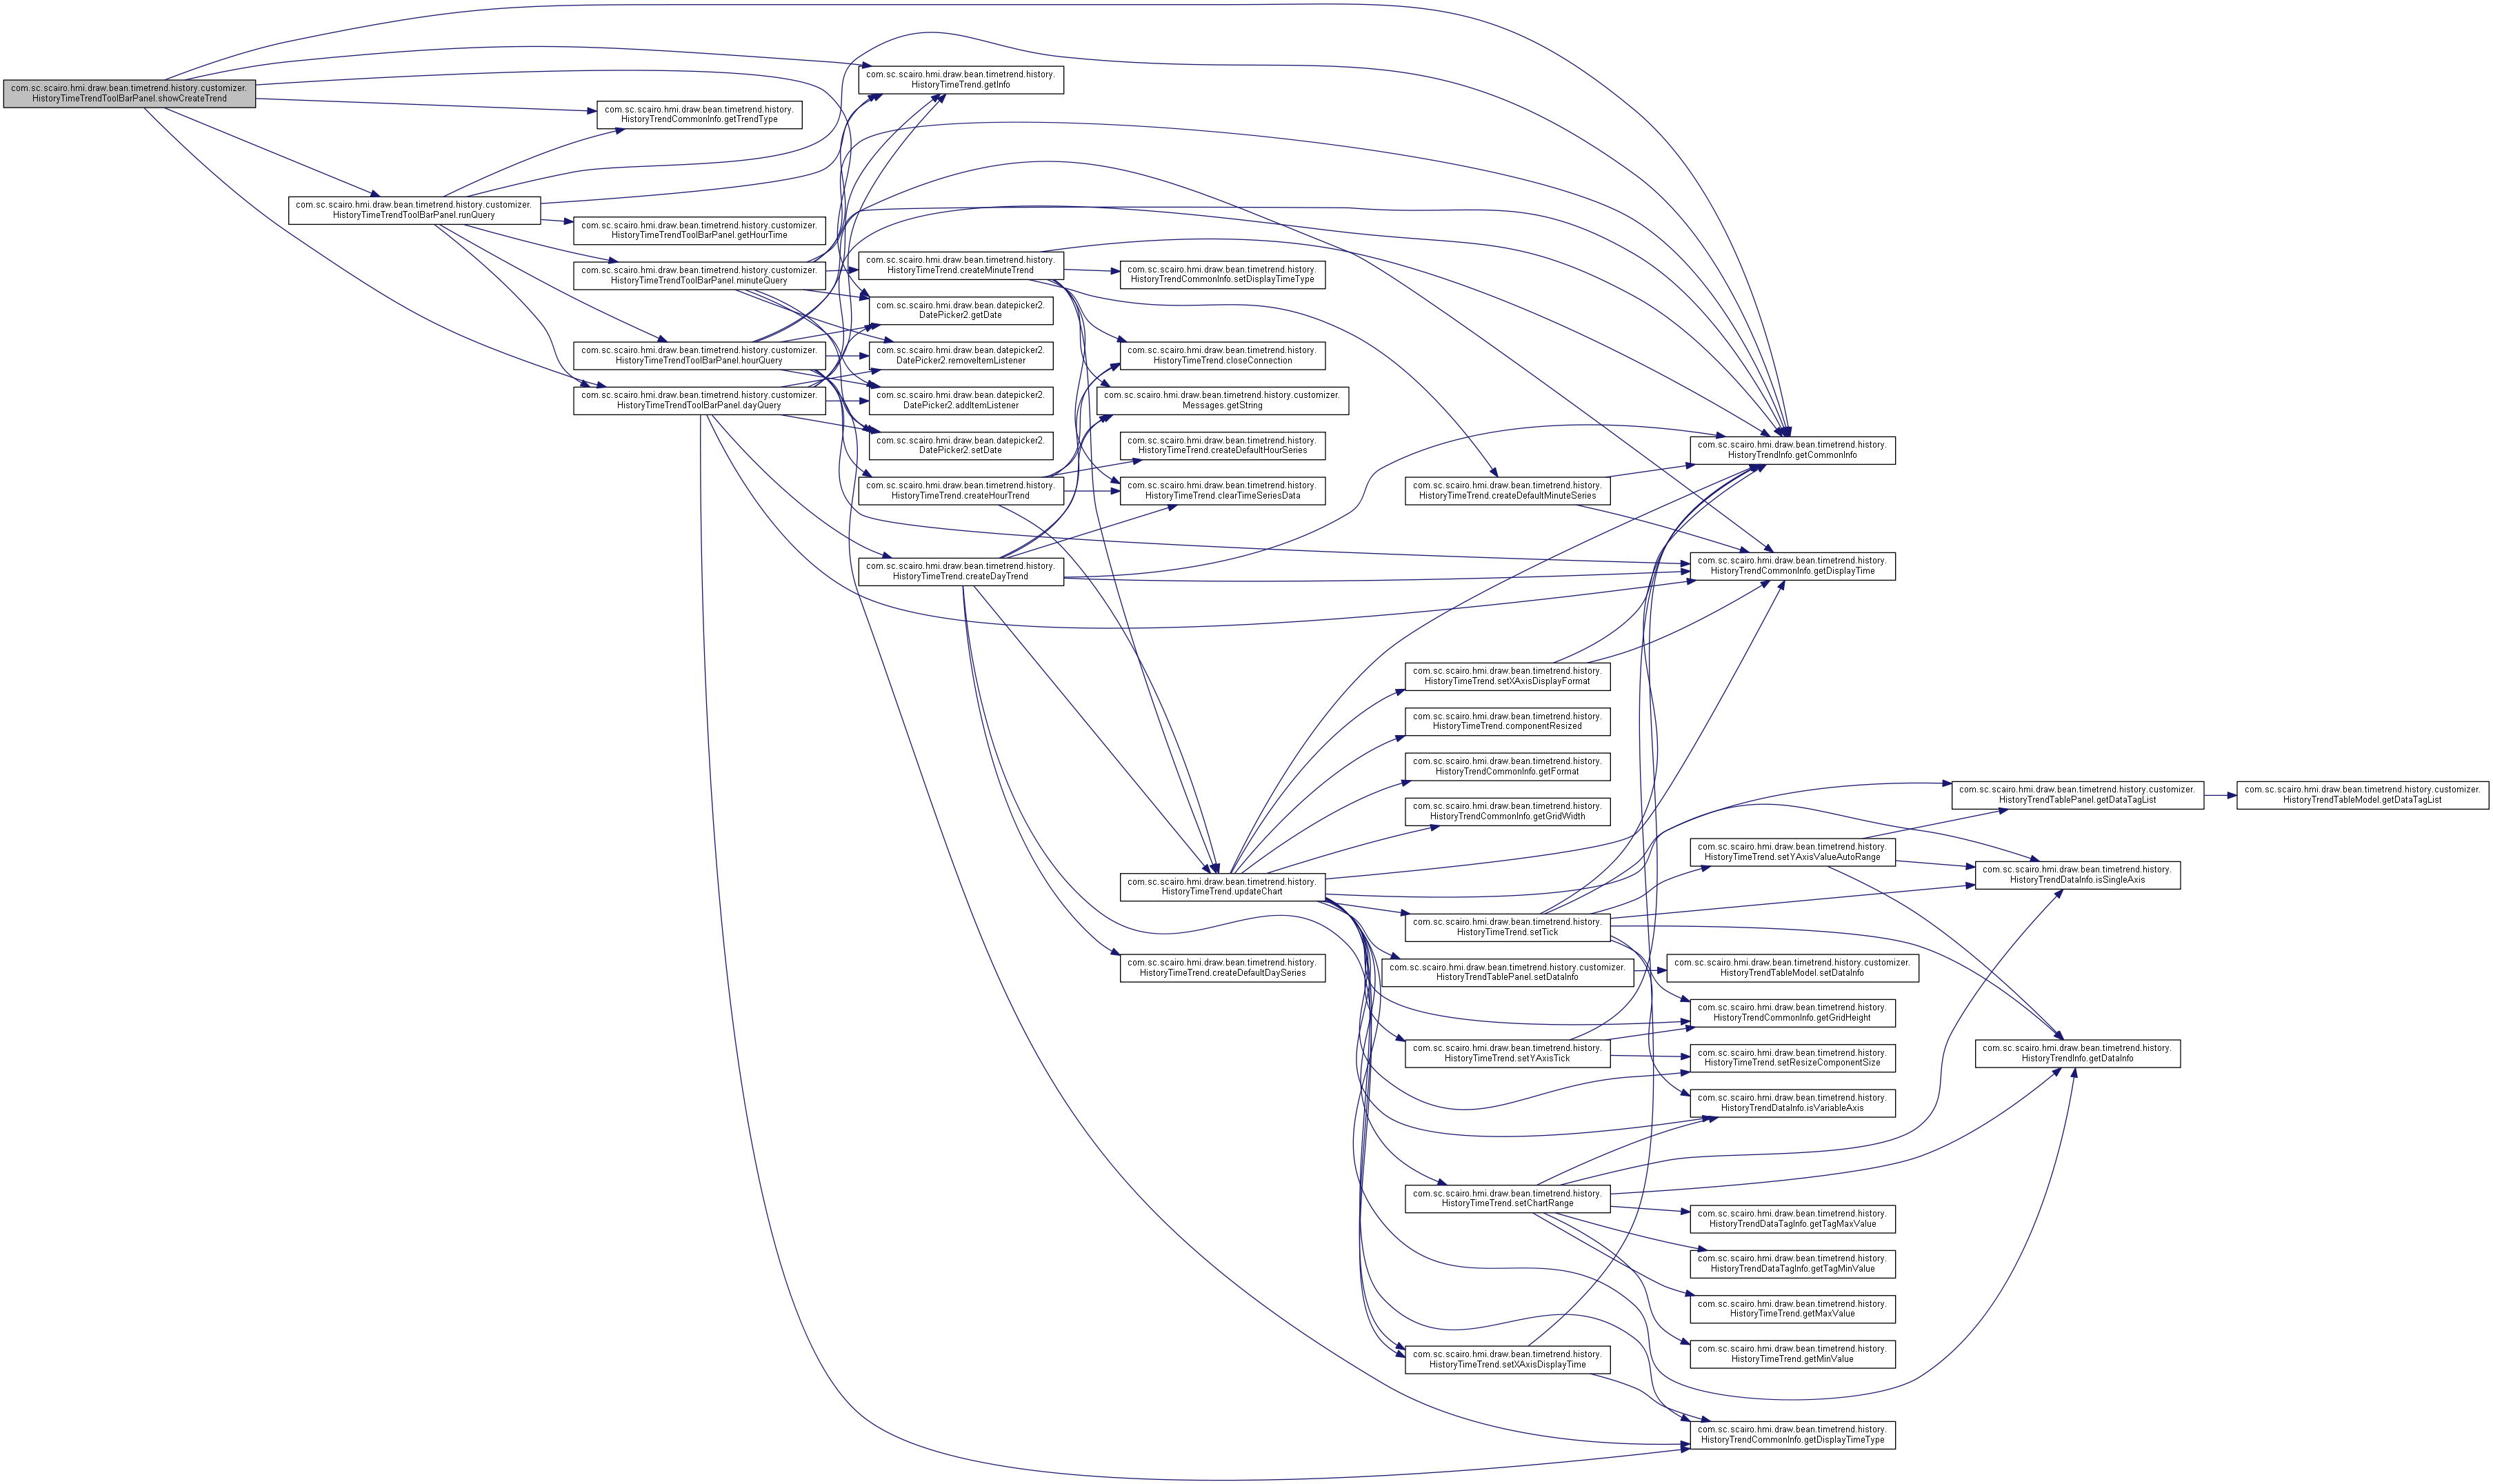 com.sc.scairo.hmi.draw.bean.timetrend.history.customizer.
HistoryTimeTrendToolBarPanel.showCreateTrend
com.sc.scairo.hmi.draw.bean.timetrend.history.
HistoryTimeTrend.getInfo
com.sc.scairo.hmi.draw.bean.timetrend.history.
HistoryTrendCommonInfo.getTrendType
com.sc.scairo.hmi.draw.bean.timetrend.history.customizer.
HistoryTimeTrendToolBarPanel.runQuery
com.sc.scairo.hmi.draw.bean.timetrend.history.customizer.
HistoryTimeTrendToolBarPanel.getHourTime
com.sc.scairo.hmi.draw.bean.timetrend.history.customizer.
HistoryTimeTrendToolBarPanel.minuteQuery
com.sc.scairo.hmi.draw.bean.timetrend.history.
HistoryTimeTrend.createMinuteTrend
com.sc.scairo.hmi.draw.bean.timetrend.history.
HistoryTrendCommonInfo.setDisplayTimeType
com.sc.scairo.hmi.draw.bean.datepicker2.
DatePicker2.getDate
com.sc.scairo.hmi.draw.bean.timetrend.history.customizer.
HistoryTimeTrendToolBarPanel.hourQuery
com.sc.scairo.hmi.draw.bean.datepicker2.
DatePicker2.removeItemListener
com.sc.scairo.hmi.draw.bean.timetrend.history.
HistoryTimeTrend.closeConnection
com.sc.scairo.hmi.draw.bean.timetrend.history.customizer.
HistoryTimeTrendToolBarPanel.dayQuery
com.sc.scairo.hmi.draw.bean.datepicker2.
DatePicker2.addItemListener
com.sc.scairo.hmi.draw.bean.timetrend.history.customizer.
Messages.getString
com.sc.scairo.hmi.draw.bean.datepicker2.
DatePicker2.setDate
com.sc.scairo.hmi.draw.bean.timetrend.history.
HistoryTimeTrend.createDefaultHourSeries
com.sc.scairo.hmi.draw.bean.timetrend.history.
HistoryTrendInfo.getCommonInfo
com.sc.scairo.hmi.draw.bean.timetrend.history.
HistoryTimeTrend.createHourTrend
com.sc.scairo.hmi.draw.bean.timetrend.history.
HistoryTimeTrend.clearTimeSeriesData
com.sc.scairo.hmi.draw.bean.timetrend.history.
HistoryTimeTrend.createDefaultMinuteSeries
com.sc.scairo.hmi.draw.bean.timetrend.history.
HistoryTimeTrend.createDayTrend
com.sc.scairo.hmi.draw.bean.timetrend.history.
HistoryTrendCommonInfo.getDisplayTime
com.sc.scairo.hmi.draw.bean.timetrend.history.
HistoryTimeTrend.setXAxisDisplayFormat
com.sc.scairo.hmi.draw.bean.timetrend.history.
HistoryTimeTrend.componentResized
com.sc.scairo.hmi.draw.bean.timetrend.history.
HistoryTrendCommonInfo.getFormat
com.sc.scairo.hmi.draw.bean.timetrend.history.
HistoryTrendCommonInfo.getGridWidth
com.sc.scairo.hmi.draw.bean.timetrend.history.customizer.
HistoryTrendTablePanel.getDataTagList
com.sc.scairo.hmi.draw.bean.timetrend.history.customizer.
HistoryTrendTableModel.getDataTagList
com.sc.scairo.hmi.draw.bean.timetrend.history.
HistoryTimeTrend.setYAxisValueAutoRange
com.sc.scairo.hmi.draw.bean.timetrend.history.
HistoryTrendDataInfo.isSingleAxis
com.sc.scairo.hmi.draw.bean.timetrend.history.
HistoryTimeTrend.updateChart
com.sc.scairo.hmi.draw.bean.timetrend.history.
HistoryTimeTrend.setTick
com.sc.scairo.hmi.draw.bean.timetrend.history.
HistoryTimeTrend.createDefaultDaySeries
com.sc.scairo.hmi.draw.bean.timetrend.history.customizer.
HistoryTrendTablePanel.setDataInfo
com.sc.scairo.hmi.draw.bean.timetrend.history.customizer.
HistoryTrendTableModel.setDataInfo
com.sc.scairo.hmi.draw.bean.timetrend.history.
HistoryTrendCommonInfo.getGridHeight
com.sc.scairo.hmi.draw.bean.timetrend.history.
HistoryTimeTrend.setYAxisTick
com.sc.scairo.hmi.draw.bean.timetrend.history.
HistoryTimeTrend.setResizeComponentSize
com.sc.scairo.hmi.draw.bean.timetrend.history.
HistoryTrendInfo.getDataInfo
com.sc.scairo.hmi.draw.bean.timetrend.history.
HistoryTrendDataInfo.isVariableAxis
com.sc.scairo.hmi.draw.bean.timetrend.history.
HistoryTimeTrend.setChartRange
com.sc.scairo.hmi.draw.bean.timetrend.history.
HistoryTrendDataTagInfo.getTagMaxValue
com.sc.scairo.hmi.draw.bean.timetrend.history.
HistoryTrendDataTagInfo.getTagMinValue
com.sc.scairo.hmi.draw.bean.timetrend.history.
HistoryTimeTrend.getMaxValue
com.sc.scairo.hmi.draw.bean.timetrend.history.
HistoryTimeTrend.getMinValue
com.sc.scairo.hmi.draw.bean.timetrend.history.
HistoryTimeTrend.setXAxisDisplayTime
com.sc.scairo.hmi.draw.bean.timetrend.history.
HistoryTrendCommonInfo.getDisplayTimeType